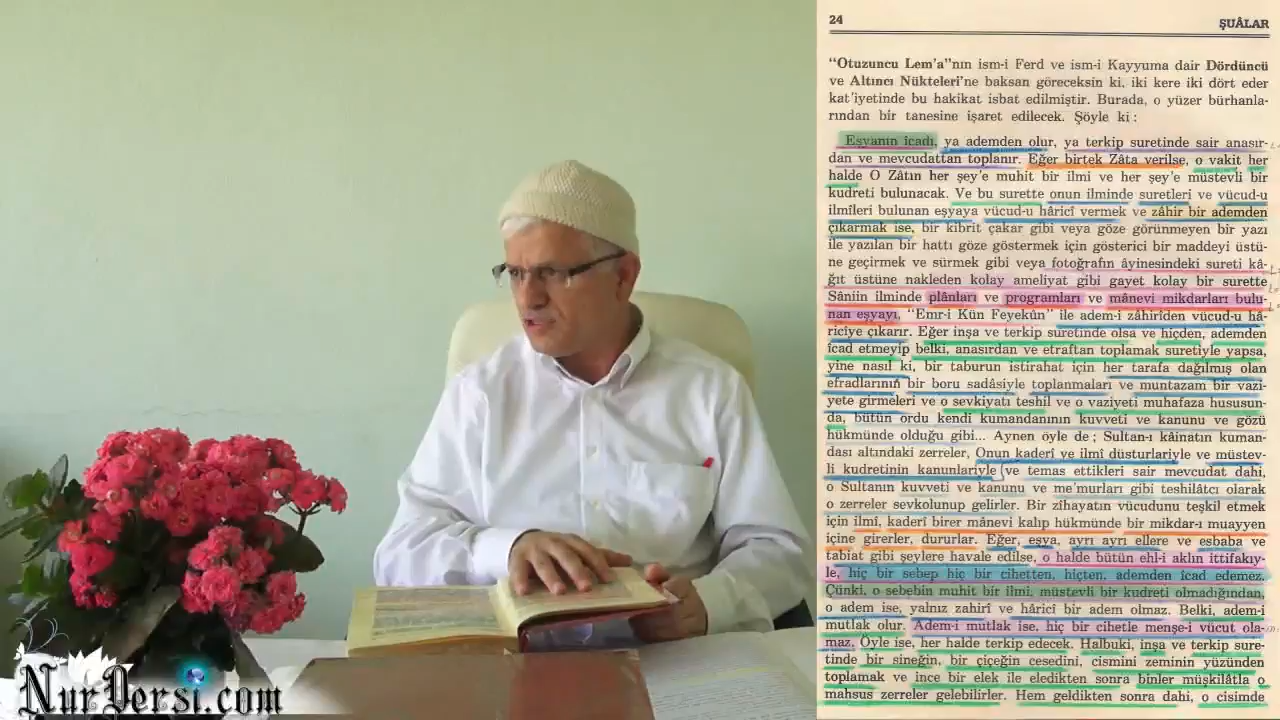 24
ŞUÂLAR
"Otuzuncu Lem'a"nın ism-i Ferd ve ism-i Kayyuma dair Dördüncü
ve Altıncı Nükteleri'ne baksan göreceksin ki, iki kere iki dört eder
kat'iyetinde bu hakikat isbat edilmiştir. Burada, o yüzer bürhanla-
rından bir tanesine işaret edilecek. Şöyle ki :
Eşyanın îcadı, ya ademden olur, ya terkip suretinde sair anasır-
dan ve mevcudattan toplanır. Eğer birtek Zâta verilse, o vakit her
halde O Zâtın her şey'e muhit bir ilmi ve her şey'e müstevli bir
kudreti bulunacak. Ve bu surette onun ilminde suretleri ve vücud-u
ilmîleri bulunan eşyaya vücud-u hâricî vermek ve zâhir bir ademden
çıkarmak ise, bir kibrit çakar gibi veya göze görünmeyen bir yazı
ile yazılan bir hattı göze göstermek için gösterici bir maddeyi üstü-
ne geçirmek ve sürmek gibi veya fotoğrafın âyinesindeki sureti kâ-
ğıt üstüne nakleden kolay ameliyat gibi gayet kolay bir surette
Sâniin ilminde plânları ve programları ve mânevi mikdarları bulu-
nan eşyayı, "Emr-i Kün Feyekûn" ile adem-i zâhirîden vücud-u hâ-
riciye çıkarır. Eğer inşa ve terkip suretinde olsa ve hiçden, ademden
îcad etmeyip belki, anasırdan ve etraftan toplamak suretiyle yapsa,
yine nasıl ki, bir taburun istirahat için her tarafa dağılmış olan
efradlarının bir boru sadâsiyle toplanmaları ve muntazam bir vazi-
yete girmeleri ve o sevkiyatı teshil ve o vaziyeti muhafaza hususun-
da, bütün ordu kendi kumandanının kuvveti ve kanunu ve gözü
hükmünde olduğu gibi... Aynen öyle de ; Sultan-ı kâinatın kuman-
dası altındaki zerreler, Onun kaderî ve ilmî düsturlariyle ve müstev-
li kudretinin kanunlariyle (ve temas ettikleri sair mevcudat dahi,
o Sultanın kuvveti ve kanunu ve me'murları gibi teshilâtcı olarak
o zerreler sevkolunup gelirler. Bir zîhayatın vücudunu teşkil etmek
için ilmî, kaderî birer mânevi kalıp hükmünde bir mikdar-ı muayyen
içine girerler, dururlar. Eğer, eşya, ayrı ayrı ellere ve esbaba ve
tabiat gibi şeylere havale edilse, o halde bütün ehl-i aklın ittifakıy-
le, hiç bir sebep hiç bir cihetten, hiçten, ademden îcad edemez.
Çünki, o sebebin muhit bir ilmi, müstevli bir kudreti olmadığından,
o adem ise, yalnız zahirî ve hâricî bir adem olmaz. Belki, adem-i
mutlak olur. Adem-i mutlak ise, hiç bir cihetle menşe-i vücut ola-
maz. Öyle ise, her halde terkip edecek. Halbuki, inşa ve terkip sure-
tinde bir sineğin, bir çiçeğin cesedini, cismini zeminin yüzünden
toplamak ve ince bir elek ile eledikten sonra binler müşkilâtla o
mahsus zerreler gelebilirler. Hem geldikten sonra dahi, o cisimde
NurDersi.com